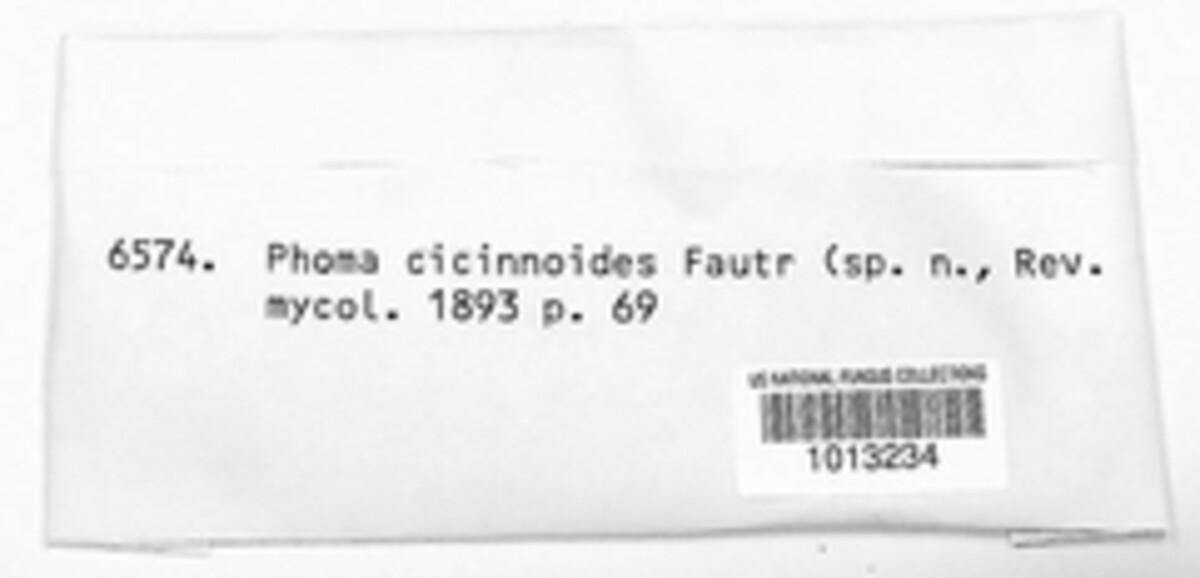 6574. Phoma cicinnoides Fautr (sp. n., Rev.
mycol. 1893 p. 69
US NATIONAL FUNGUS COLLECTIONS
1013234